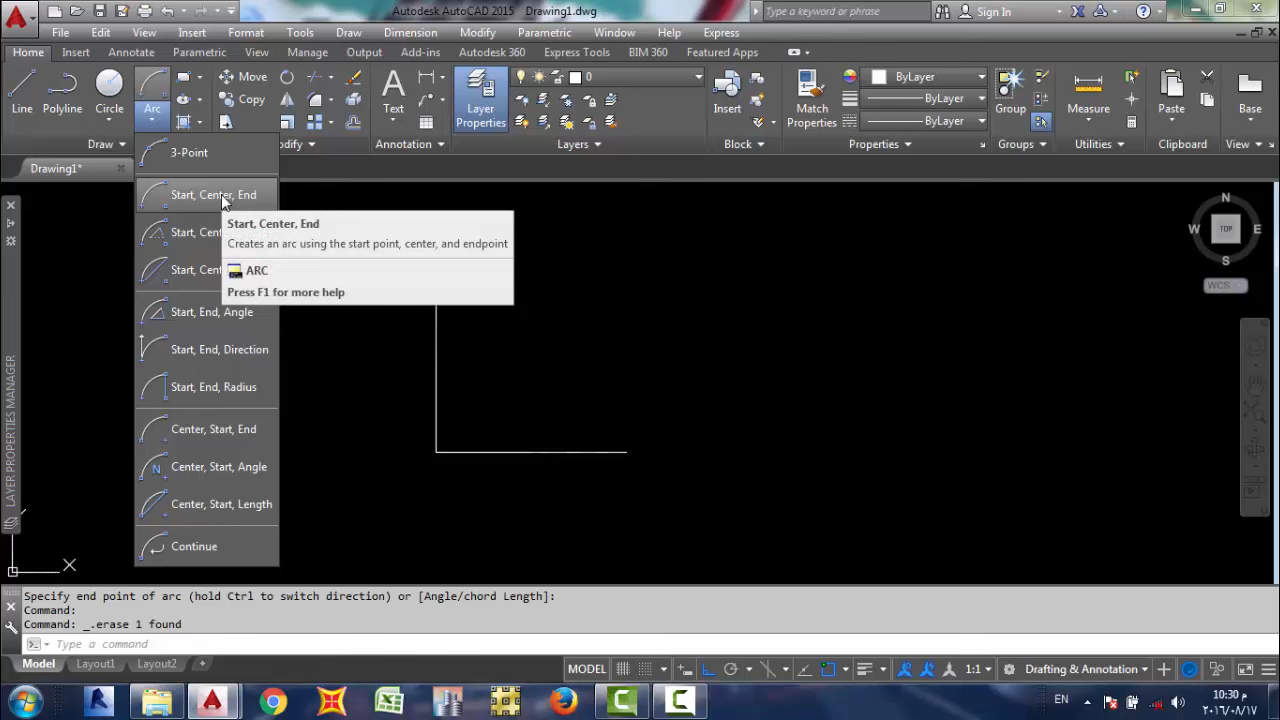 Autodesk AutoCAD 2015 Drawing1.dwg
Type a keyword or phrase
Sign In
File Edit View Insert Format Tools Draw Dimension Modify Parametric Window Help Express
Home Insert Annotate Parametric View Manage Output Add-ins Autodesk 360 Express Tools BIM 360 Featured Apps
Move
Copy
0
ByLayer
ByLayer
ByLayer
Line Polyline Circle Arc
Text
Layer
Properties
Insert
Match
Properties
Group
Measure
Paste
Base
Draw
Modify
Annotation
Layers
Block
Properties
Groups
Utilities
Clipboard
View
Drawing1*
3-Point
Start, Center, End
Start, Cent
Start, Cent
Start, End, Angle
Start, End, Direction
Start, End, Radius
Center, Start, End
Center, Start, Angle
Center, Start, Length
Continue
Start, Center, End
Creates an arc using the start point, center, and endpoint
ARC
Press F1 for more help
N
W TOP E
S
WCS
LAYER PROPERTIES MANAGER
X
Specify end point of arc (hold Ctrl to switch direction) or [Angle/chord Length]:
Command:
Command: _.erase 1 found
Type a command
Model Layout1 Layout2 +
MODEL
1:1
Drafting & Annotation
EN
10:30 م
٢٠١٦/٠٨/١٧